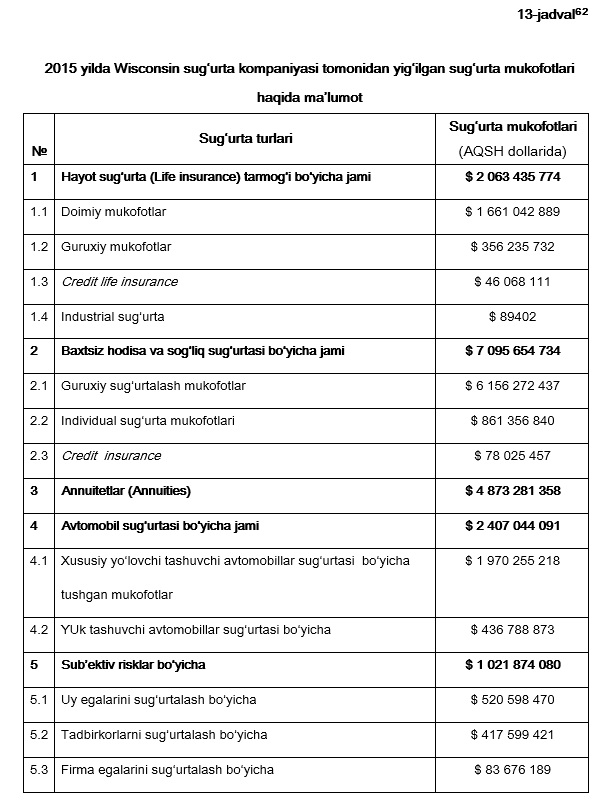 13-jadval⁶²
2015 yilda Wisconsin sug‘urta kompaniyasi tomonidan yig‘ilgan sug‘urta mukofotlari
haqida ma’lumot
№ Sug‘urta turlari Sug‘urta mukofotlari
(AQSH dollarida)
1 Hayot sug‘urta (Life insurance) tarmog‘i bo‘yicha jami $ 2 063 435 774
1.1 Doimiy mukofotlar $ 1 661 042 889
1.2 Guruxiy mukofotlar $ 356 235 732
1.3 Credit life insurance $ 46 068 111
1.4 Industrial sug‘urta $ 89402
2 Baxtsiz hodisa va sog‘liq sug‘urtasi bo‘yicha jami $ 7 095 654 734
2.1 Guruxiy sug‘urtalash mukofotlar $ 6 156 272 437
2.2 Individual sug‘urta mukofotlari $ 861 356 840
2.3 Credit insurance $ 78 025 457
3 Annuitetlar (Annuities) $ 4 873 281 358
4 Avtomobil sug‘urtasi bo‘yicha jami $ 2 407 044 091
4.1 Xususiy yo‘lovchi tashuvchi avtomobillar sug‘urtasi bo‘yicha $ 1 970 255 218
tushgan mukofotlar
4.2 YUk tashuvchi avtomobillar sug‘urtasi bo‘yicha $ 436 788 873
5 Sub’ektiv risklar bo‘yicha $ 1 021 874 080
5.1 Uy egalarini sug‘urtalash bo‘yicha $ 520 598 470
5.2 Tadbirkorlarni sug‘urtalash bo‘yicha $ 417 599 421
5.3 Firma egalarini sug‘urtalash bo‘yicha $ 83 676 189